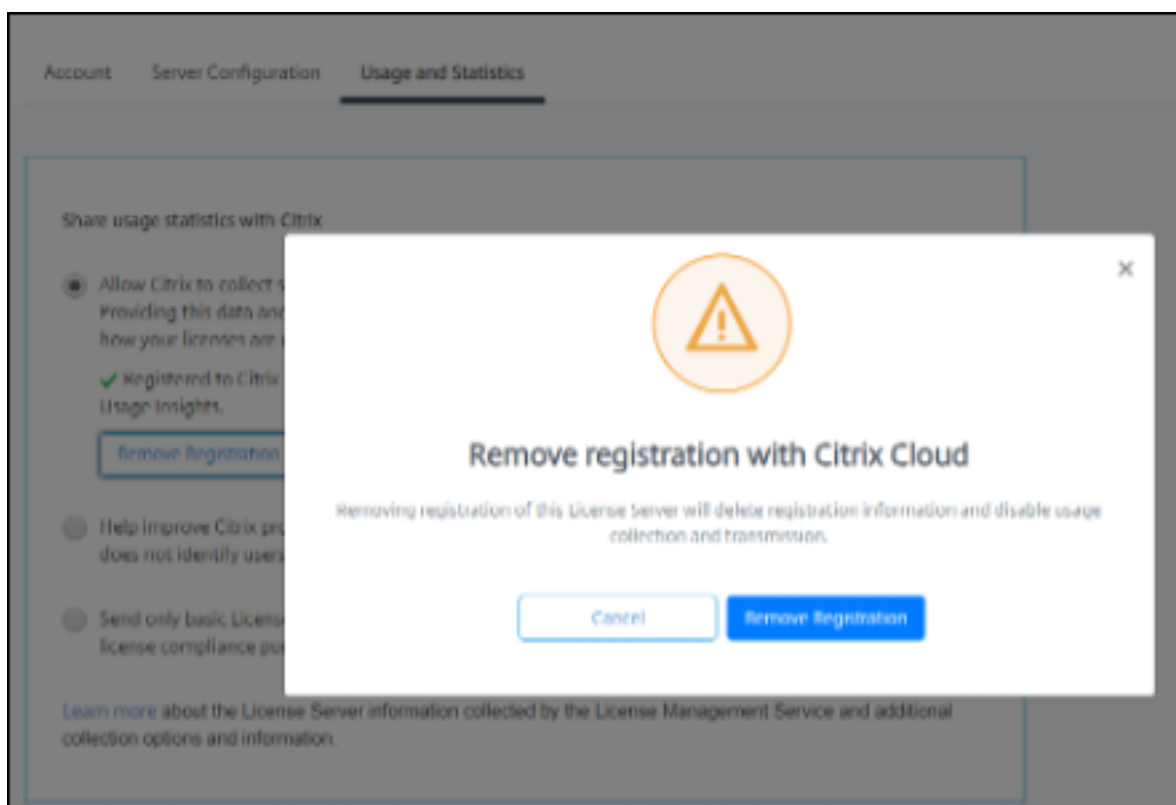 Account Server Configuration Usage and Statistics
Share usage statistics with Citrix
Allow Citrix to collect s
Providing this data and
how your licenses are
Registered to Citrix
Usage Insights.
Remove Registration
Help improve Citrix pro
does not identify users
Send only basic Licens
license compliance pu
Learn more about the License Server information collected by the License Management Service and additional
collection options and information.
Remove registration with Citrix Cloud
Removing registration of this License Server will delete registration information and disable usage
collection and transmission.
Cancel Remove Registration